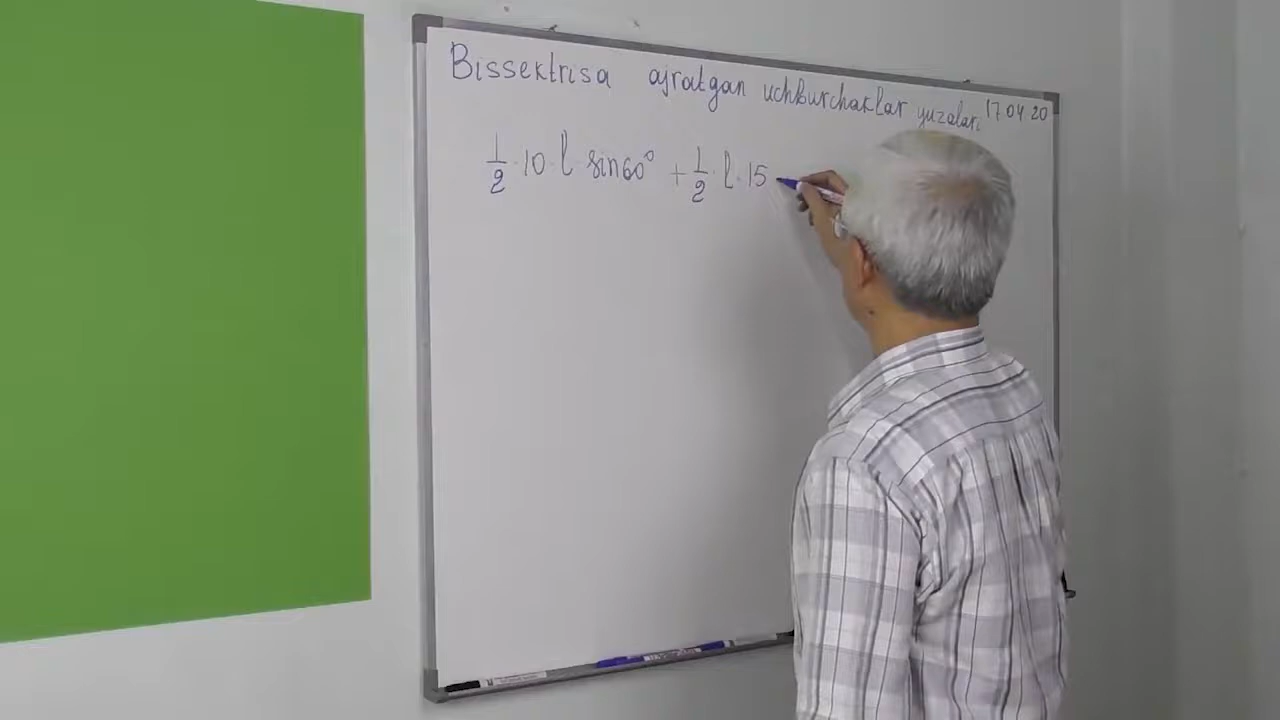 Bissektrisa ajratgan uchburchaklar yuzalari 17 04 20
1/2 · 10 · l · sin60° + 1/2 · l · 15